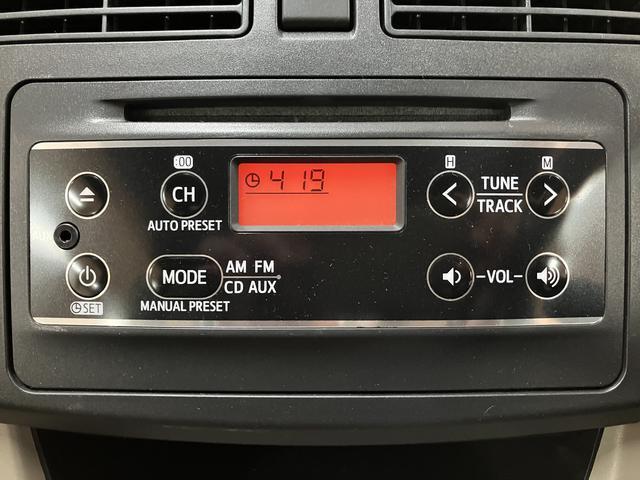 :00 H M
CH 4 19 < TUNE >
AUTO PRESET TRACK
MODE AM FM -VOL-
CD AUX
SET MANUAL PRESET